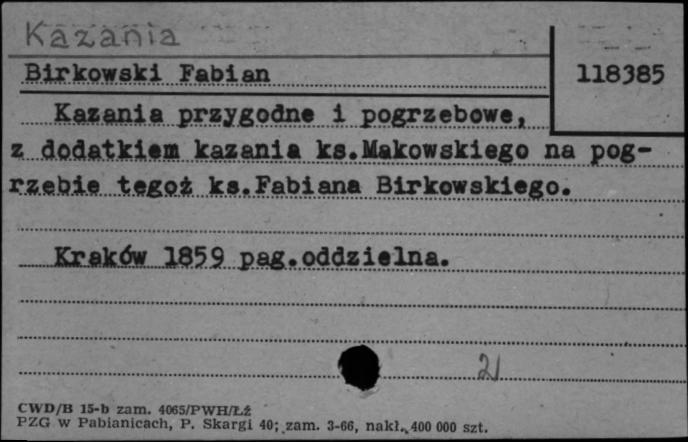 Kazania
Birkowski Fabian
118385
Kazania przygodne i pogrzebowe,
z dodatkiem kazania ks.Makowskiego na pog-
rzebie tegoż ks.Fabiana Birkowskiego.
Kraków 1859 pag.oddzielna.
21
CWD/B 15-b zam. 4065/PWH/Łź
PZG w Pabianicach, P. Skargi 40; zam. 3-66, nakł. 400 000 szt.